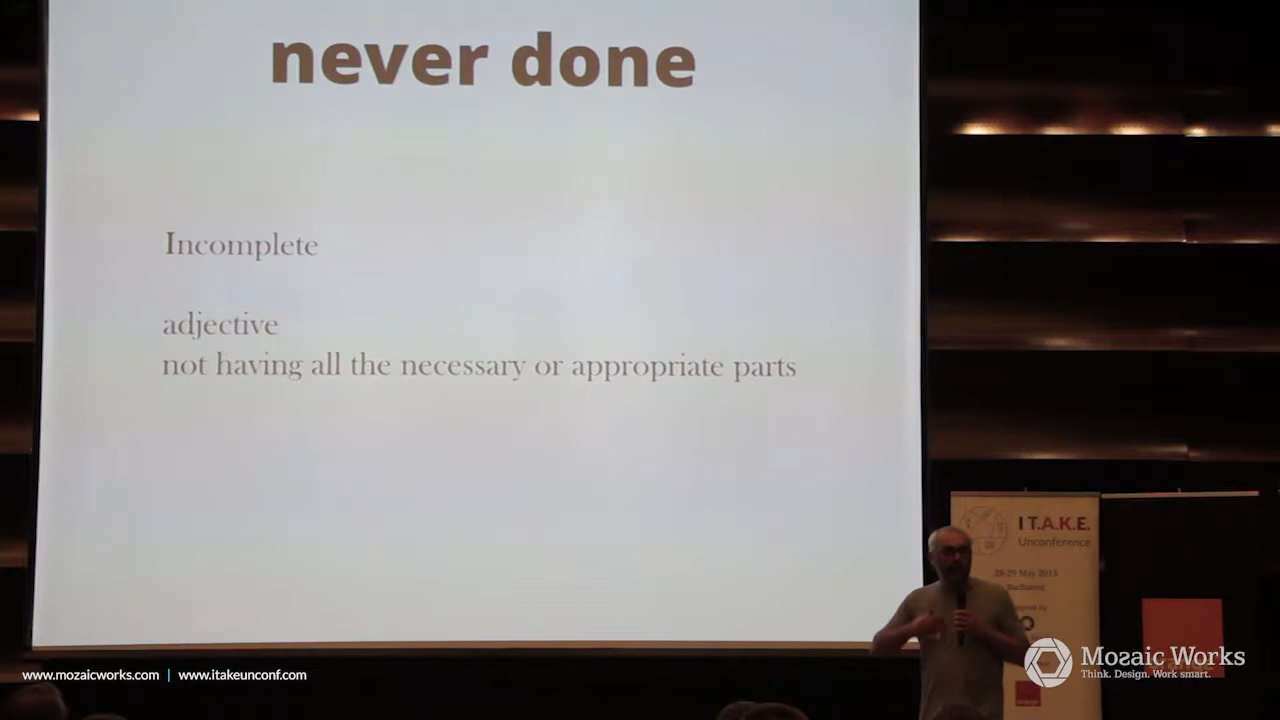 never done
Incomplete
adjective
not having all the necessary or appropriate parts
I T.A.K.E.
Unconference
28-29 May 2015
Bucharest
Mozaic Works
Think. Design. Work smart.
www.mozaicworks.com | www.itakeunconf.com